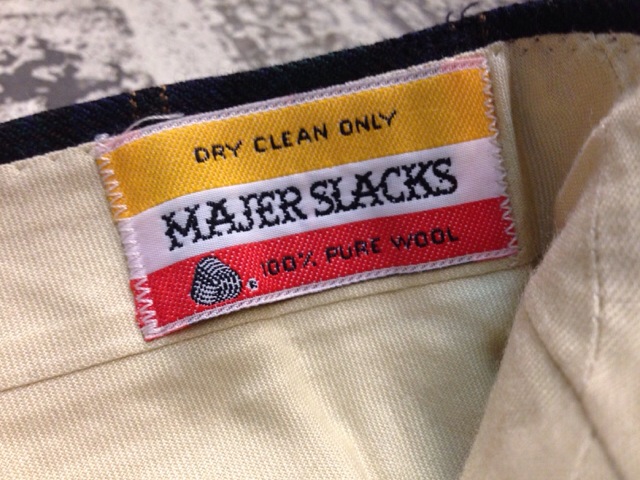 DRY CLEAN ONLY
MAJER SLACKS
® 100% PURE WOOL